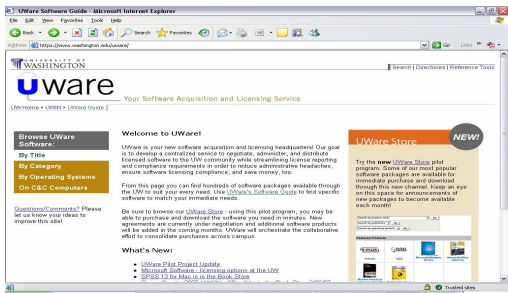 UWare Software Guide - Microsoft Internet Explorer
File Edit View Favorites Tools Help
Back Search Favorites
Address https://www.washington.edu/uware/ Go Links
UNIVERSITY OF
WASHINGTON
Search | Directories | Reference Tools
uware
Your Software Acquisition and Licensing Service
UW Home > UWIN > UWare Guide
Browse UWare
Software:
By Title
By Category
By Operating Systems
On C&C Computers
Questions/Comments? Please
let us know your ideas to
improve this site!
Welcome to UWare!
UWare is your new software acquisition and licensing headquarters! Our goal
is to develop a centralized service to negotiate, administer, and distribute
licensed software to the UW community while streamlining license reporting
and compliance requirements in order to reduce administrative headaches,
ensure software licensing compliance, and save money, too.
From this page you can find hundreds of software packages available through
the UW to suit your every need. Use UWare's Software Guide to find specific
software to match your immediate needs.
Be sure to browse our UWare Store - using this pilot program, you may be
able to purchase and download the software you need in minutes. New
agreements are currently under negotiation and additional software products
will be added in the coming months. UWare will orchestrate the collaborative
effort to consolidate purchases across campus.
What's New:
UWare Pilot Project Update
Microsoft Software - licensing options at the UW
SPSS 13 for Mac is in the Book Store
UWare Store
NEW!
Try the new UWare Store pilot
program. Some of our most popular
software packages are available for
immediate purchase and download
through this new channel. Keep an eye
on this space for announcements of
new packages to become available
each month!
Featured Products
Trusted sites